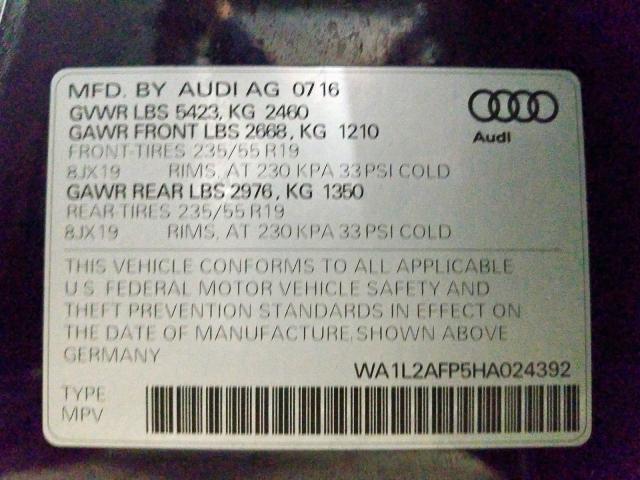 MFD. BY AUDI AG 07 16
GVWR LBS 5423, KG 2460
GAWR FRONT LBS 2668, KG 1210
FRONT-TIRES 235/55 R19
8JX19 RIMS, AT 230 KPA 33 PSI COLD
GAWR REAR LBS 2976, KG 1350
REAR-TIRES 235/55 R19
8JX19 RIMS, AT 230 KPA 33 PSI COLD
Audi
THIS VEHICLE CONFORMS TO ALL APPLICABLE
U.S. FEDERAL MOTOR VEHICLE SAFETY AND
THEFT PREVENTION STANDARDS IN EFFECT ON
THE DATE OF MANUFACTURE, SHOWN ABOVE
GERMANY
WA1L2AFP5HA024392
TYPE
MPV